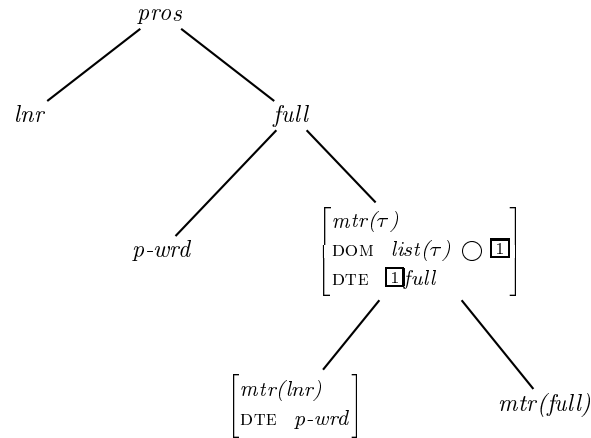 pros
lnr full
p-wrd
mtr(τ)
DOM list(τ) ◯ 1
DTE 1 full
mtr(lnr)
DTE p-wrd
mtr(full)